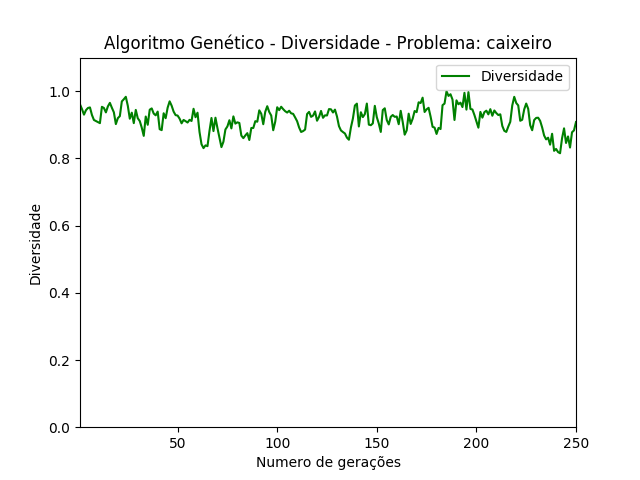 Algoritmo Genético - Diversidade - Problema: caixeiro
Diversidade
1.0
0.8
0.6
0.4
0.2
0.0
Diversidade
50
100
150
200
250
Numero de gerações